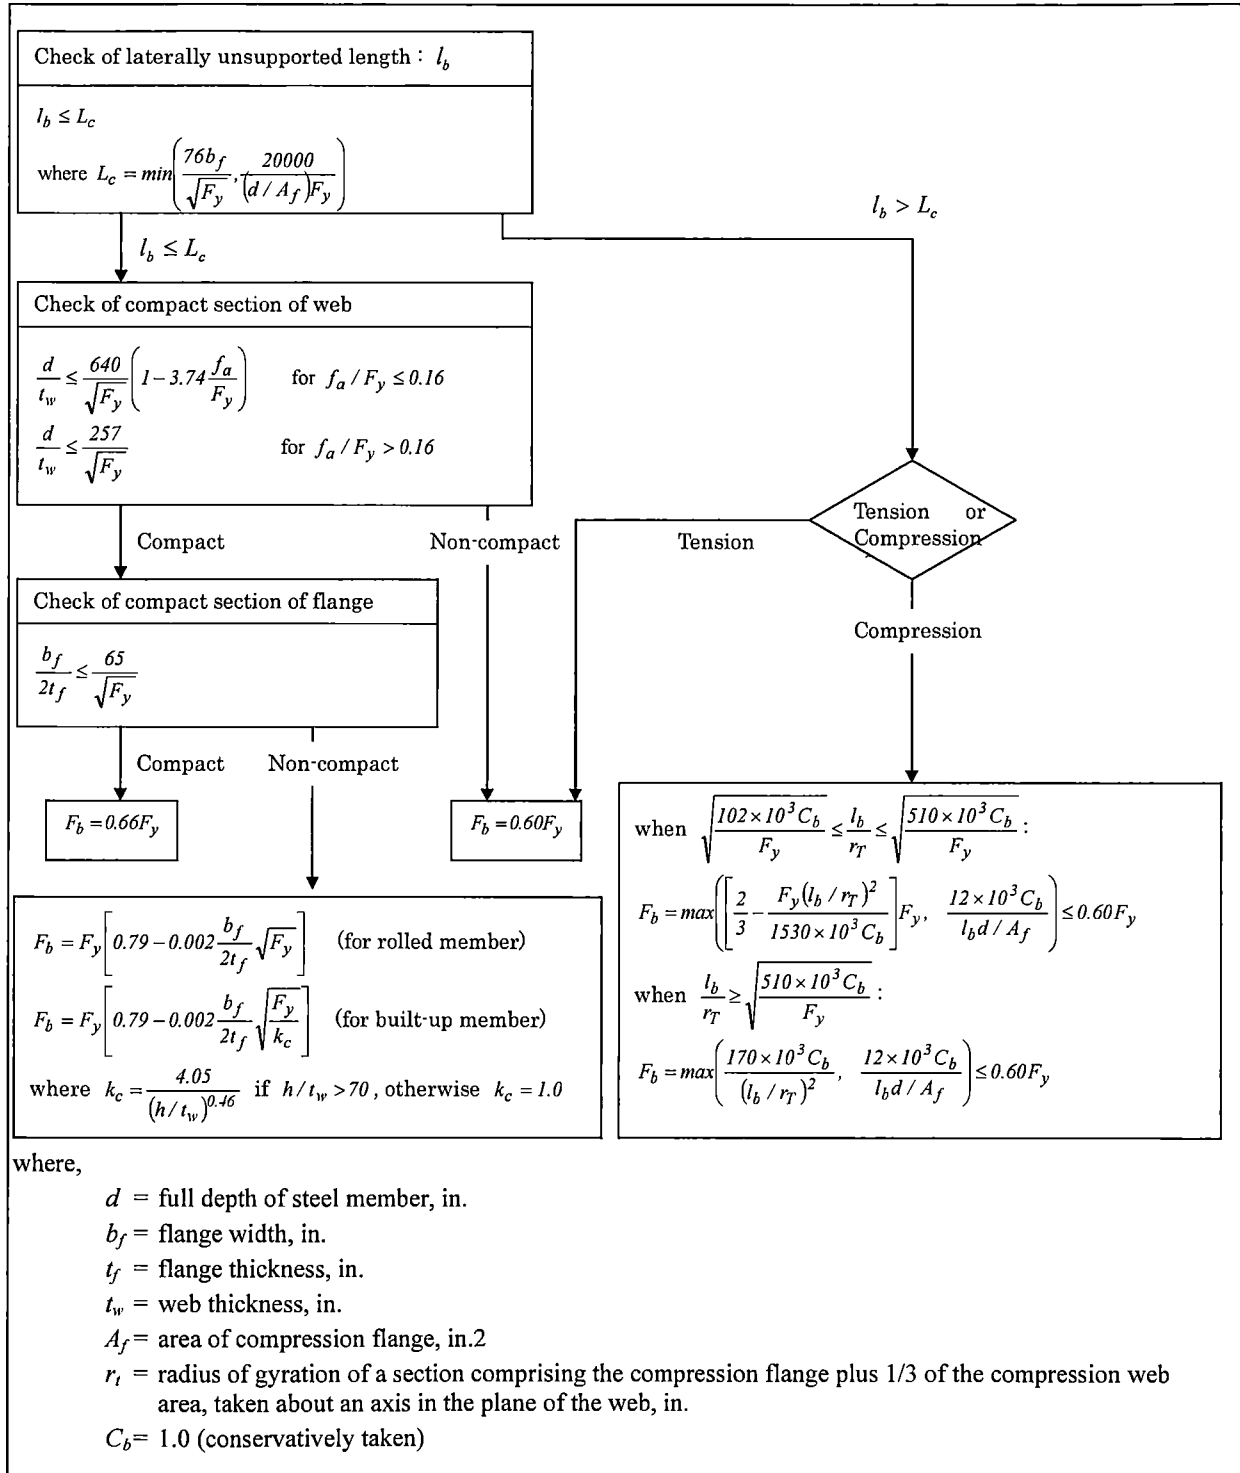 Check of laterally unsupported length : l_b
l_b ≤ L_c
where L_c = min(76b_f / √F_y , 20000 / (d / A_f)F_y)
l_b > L_c
l_b ≤ L_c
Check of compact section of web
d / t_w ≤ 640 / √F_y (1 − 3.74 f_a / F_y) for f_a / F_y ≤ 0.16
d / t_w ≤ 257 / √F_y for f_a / F_y > 0.16
Tension or
Compression
Compact
Non-compact
Tension
Check of compact section of flange
b_f / 2t_f ≤ 65 / √F_y
Compression
Compact
Non-compact
F_b = 0.66F_y
F_b = 0.60F_y
when √(102 × 10^3 C_b / F_y) ≤ l_b / r_T ≤ √(510 × 10^3 C_b / F_y) :
F_b = max([2/3 − F_y(l_b / r_T)^2 / 1530 × 10^3 C_b]F_y, 12 × 10^3 C_b / l_b d / A_f) ≤ 0.60F_y
when l_b / r_T ≥ √(510 × 10^3 C_b / F_y) :
F_b = max(170 × 10^3 C_b / (l_b / r_T)^2, 12 × 10^3 C_b / l_b d / A_f) ≤ 0.60F_y
F_b = F_y[0.79 − 0.002 b_f / 2t_f √F_y] (for rolled member)
F_b = F_y[0.79 − 0.002 b_f / 2t_f √(F_y / k_c)] (for built-up member)
where k_c = 4.05 / (h / t_w)^0.46 if h / t_w > 70 , otherwise k_c = 1.0
where,
d = full depth of steel member, in.
b_f = flange width, in.
t_f = flange thickness, in.
t_w = web thickness, in.
A_f = area of compression flange, in.2
r_t = radius of gyration of a section comprising the compression flange plus 1/3 of the compression web
area, taken about an axis in the plane of the web, in.
C_b = 1.0 (conservatively taken)